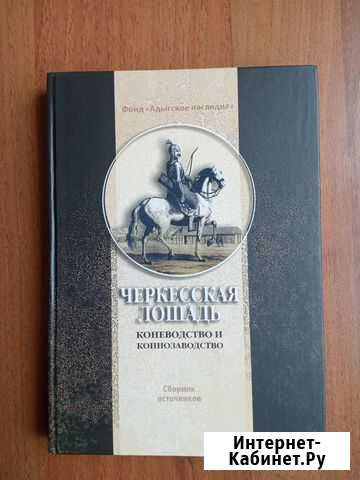 Фонд «Адыгское наследие»
ЧЕРКЕССКАЯ
ЛОШАДЬ
КОНЕВОДСТВО И
КОННОЗАВОДСТВО
Сборник
источников
Интернет-
Кабинет.Ру